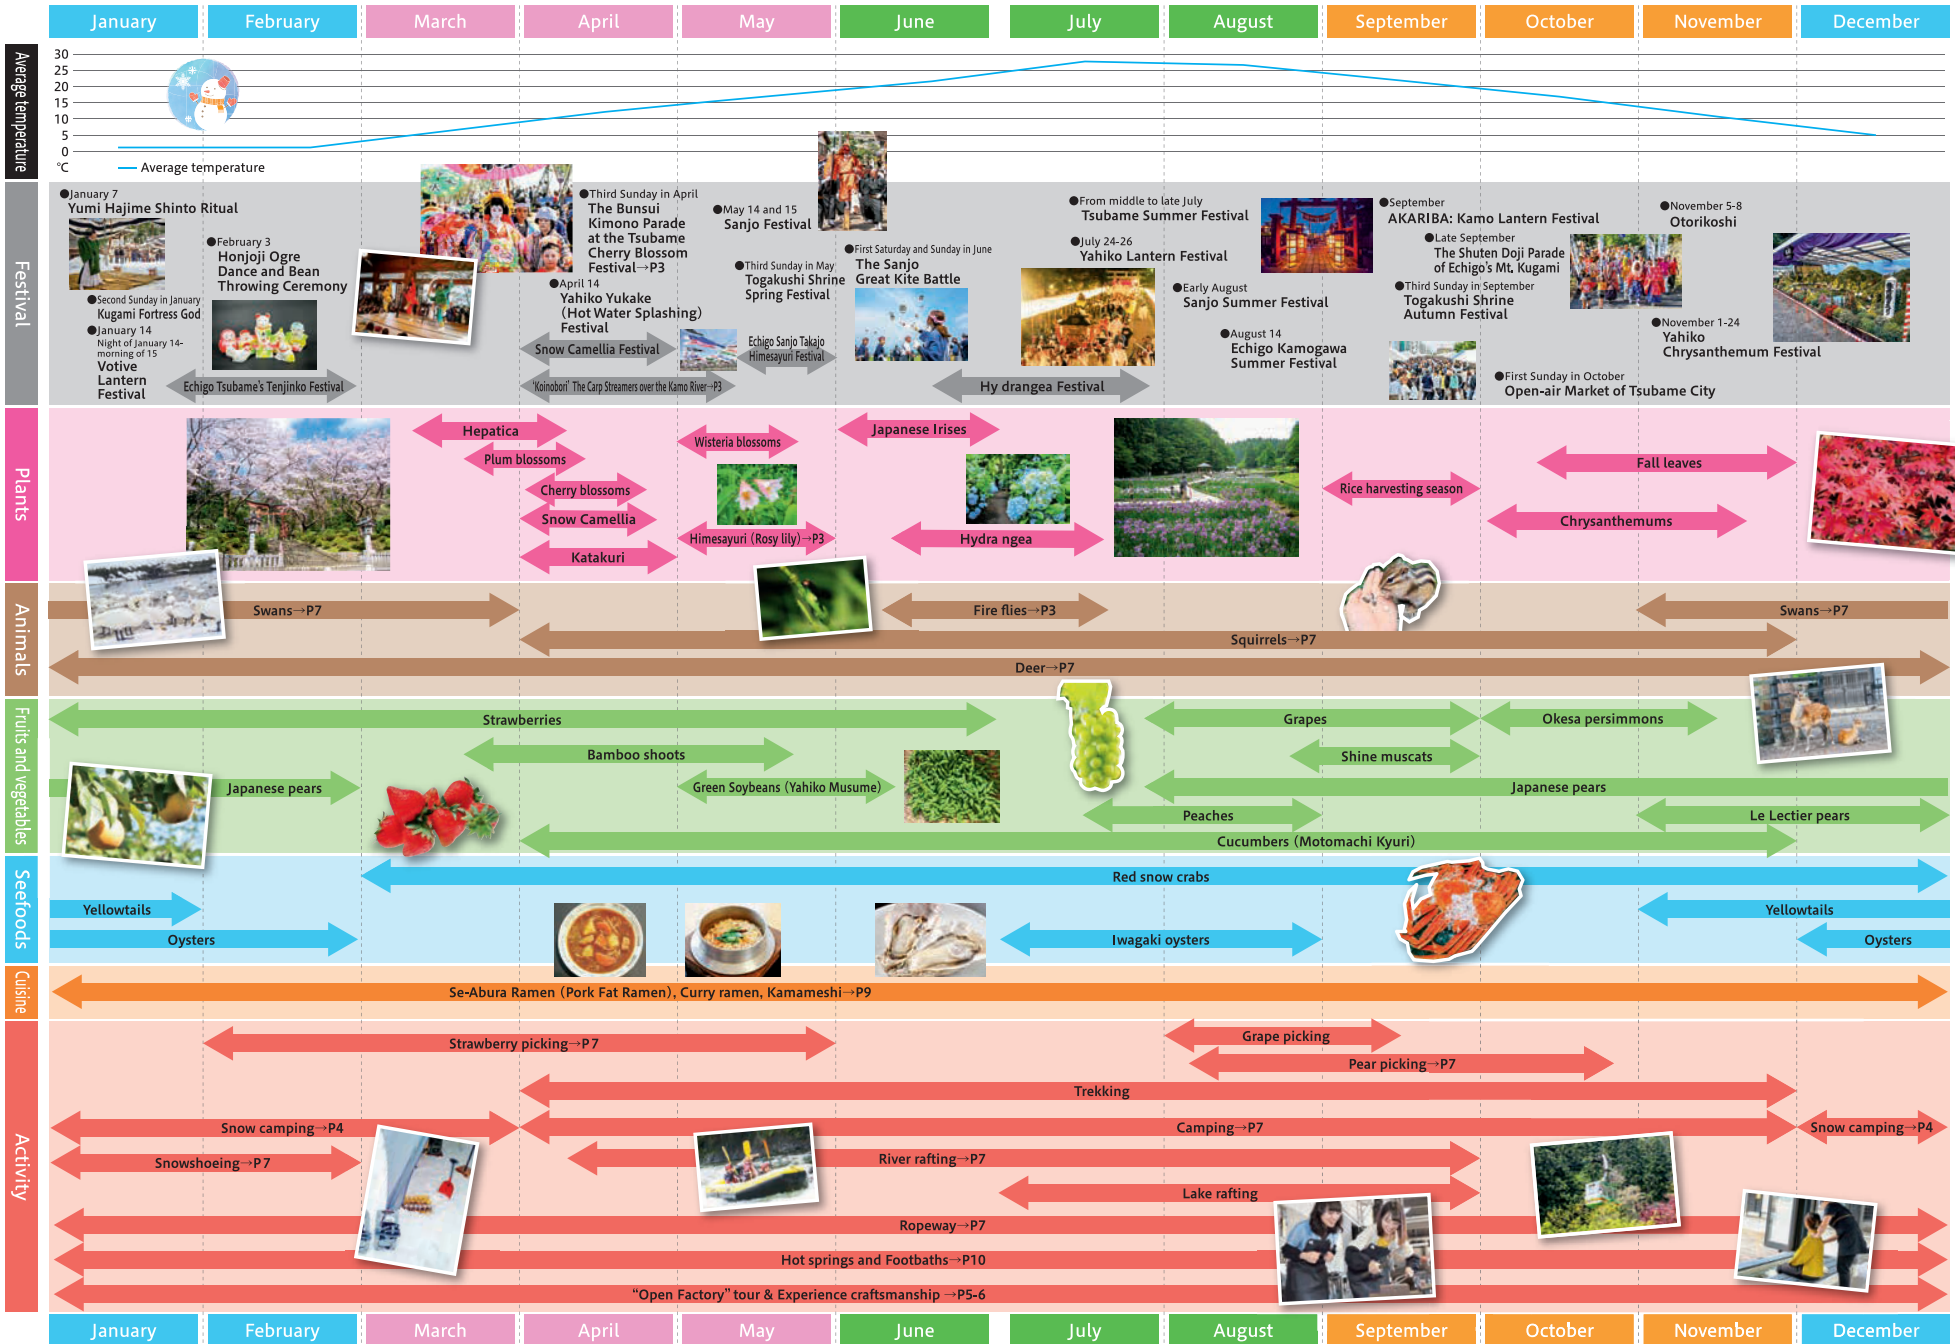 January February March April May June July August September October November December
Average temperature
30
25
20
15
10
5
0
℃
Average temperature
Festival
●January 7
Yumi Hajime Shinto Ritual
●Second Sunday in January
Kugami Fortress God
●January 14
Night of January 14-
morning of 15
Votive
Lantern
Festival
●February 3
Honjoji Ogre
Dance and Bean
Throwing Ceremony
Echigo Tsubame's Tenjinko Festival
●Third Sunday in April
The Bunsui
Kimono Parade
at the Tsubame
Cherry Blossom
Festival→P3
●April 14
Yahiko Yukake
(Hot Water Splashing)
Festival
Snow Camellia Festival
'Koinobori' The Carp Streamers over the Kamo River→P3
●May 14 and 15
Sanjo Festival
●Third Sunday in May
Togakushi Shrine
Spring Festival
Echigo Sanjo Takajo
Himesayuri Festival
●First Saturday and Sunday in June
The Sanjo
Great Kite Battle
Hy drangea Festival
●From middle to late July
Tsubame Summer Festival
●July 24-26
Yahiko Lantern Festival
●Early August
Sanjo Summer Festival
●August 14
Echigo Kamogawa
Summer Festival
●September
AKARIBA: Kamo Lantern Festival
●Late September
The Shuten Doji Parade
of Echigo's Mt. Kugami
●Third Sunday in September
Togakushi Shrine
Autumn Festival
●First Sunday in October
Open-air Market of Tsubame City
●November 5-8
Otorikoshi
●November 1-24
Yahiko
Chrysanthemum Festival
Plants
Hepatica
Plum blossoms
Cherry blossoms
Snow Camellia
Katakuri
Wisteria blossoms
Himesayuri (Rosy lily)→P3
Japanese Irises
Hydra ngea
Rice harvesting season
Fall leaves
Chrysanthemums
Animals
Swans→P7
Fire flies→P3
Swans→P7
Squirrels→P7
Deer→P7
Fruits and vegetables
Strawberries
Grapes
Okesa persimmons
Bamboo shoots
Shine muscats
Japanese pears
Green Soybeans (Yahiko Musume)
Japanese pears
Peaches
Le Lectier pears
Cucumbers (Motomachi Kyuri)
Seefoods
Red snow crabs
Yellowtails
Yellowtails
Oysters
Iwagaki oysters
Oysters
Cuisine
Se-Abura Ramen (Pork Fat Ramen), Curry ramen, Kamameshi→P9
Activity
Strawberry picking→P7
Grape picking
Pear picking→P7
Trekking
Snow camping→P4
Camping→P7
Snow camping→P4
Snowshoeing→P7
River rafting→P7
Lake rafting
Ropeway→P7
Hot springs and Footbaths→P10
"Open Factory" tour & Experience craftsmanship →P5-6
January February March April May June July August September October November December